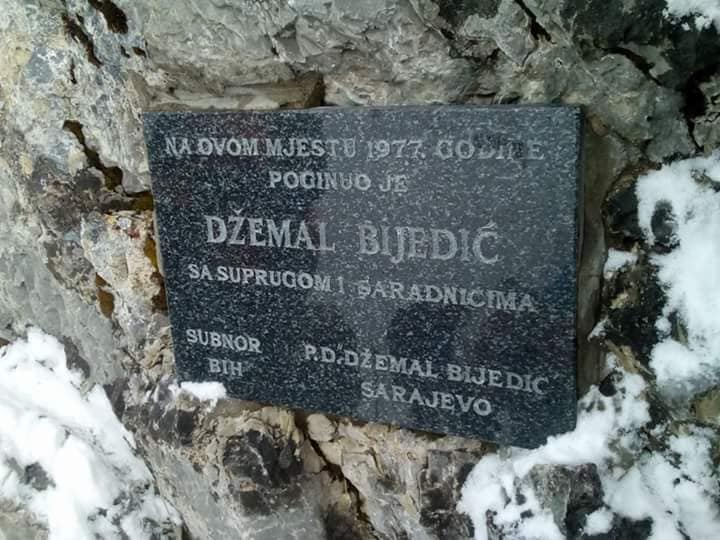 NA OVOM MJESTU 1977. GODINE
POGINUO JE
DŽEMAL BIJEDIĆ
SA SUPRUGOM I SARADNICIMA
SUBNOR
BIH
P.D."DŽEMAL BIJEDIĆ
SARAJEVO